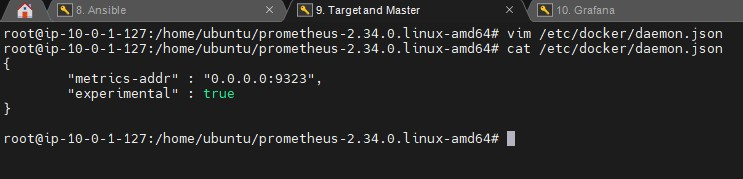 8. Ansible
9. Target and Master
10. Grafana
root@ip-10-0-1-127:/home/ubuntu/prometheus-2.34.0.linux-amd64# vim /etc/docker/daemon.json
root@ip-10-0-1-127:/home/ubuntu/prometheus-2.34.0.linux-amd64# cat /etc/docker/daemon.json
{
        "metrics-addr" : "0.0.0.0:9323",
        "experimental" : true
}
root@ip-10-0-1-127:/home/ubuntu/prometheus-2.34.0.linux-amd64#